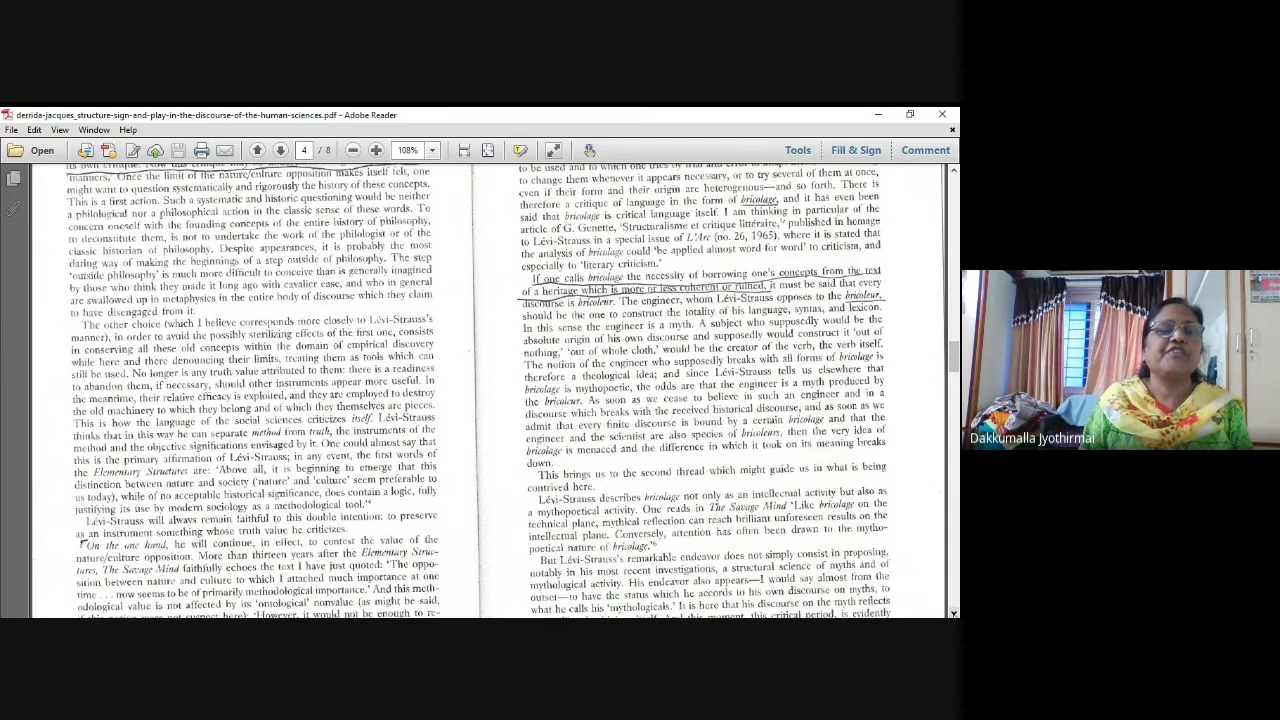 derrida-jacques_structure-sign-and-play-in-the-discourse-of-the-human-sciences.pdf - Adobe Reader
File Edit View Window Help
Open 4 / 8 108% Tools Fill & Sign Comment
manners. Once the limit of the nature/culture opposition makes itself felt, one
might want to question systematically and rigorously the history of these concepts.
This is a first action. Such a systematic and historic questioning would be neither
a philological nor a philosophical action in the classic sense of these words. To
concern oneself with the founding concepts of the entire history of philosophy,
to deconstitute them, is not to undertake the work of the philologist or of the
classic historian of philosophy. Despite appearances, it is probably the most
daring way of making the beginnings of a step outside of philosophy. The step
'outside philosophy' is much more difficult to conceive than is generally imagined
by those who think they made it long ago with cavalier ease, and who in general
are swallowed up in metaphysics in the entire body of discourse which they claim
to have disengaged from it.
The other choice (which I believe corresponds more closely to Lévi-Strauss's
manner), in order to avoid the possibly sterilizing effects of the first one, consists
in conserving all these old concepts within the domain of empirical discovery
while here and there denouncing their limits, treating them as tools which can
still be used. No longer is any truth value attributed to them: there is a readiness
to abandon them, if necessary, should other instruments appear more useful. In
the meantime, their relative efficacy is exploited, and they are employed to destroy
the old machinery to which they belong and of which they themselves are pieces.
This is how the language of the social sciences criticizes itself. Lévi-Strauss
thinks that in this way he can separate method from truth, the instruments of the
method and the objective significations envisaged by it. One could almost say that
this is the primary affirmation of Lévi-Strauss; in any event, the first words of
the Elementary Structures are: 'Above all, it is beginning to emerge that this
distinction between nature and society ('nature' and 'culture' seem preferable to
us today), while of no acceptable historical significance, does contain a logic, fully
justifying its use by modern sociology as a methodological tool.'4
Lévi-Strauss will always remain faithful to this double intention: to preserve
as an instrument something whose truth value he criticizes.
On the one hand, he will continue, in effect, to contest the value of the
nature/culture opposition. More than thirteen years after the Elementary Struc-
tures, The Savage Mind faithfully echoes the text I have just quoted: 'The oppo-
sition between nature and culture to which I attached much importance at one
time . . . now seems to be of primarily methodological importance.' And this meth-
odological value is not affected by its 'ontological' nonvalue (as might be said,
'However, it would not be enough to re-
to be used and to which one tries by trial and error to
change them whenever it appears necessary, or to try several of them at once,
even if their form and their origin are heterogenous—and so forth. There is
therefore a critique of language in the form of bricolage, and it has even been
said that bricolage is critical language itself. I am thinking in particular of the
article of G. Genette, 'Structuralisme et critique littéraire,' published in homage
to Lévi-Strauss in a special issue of L'Arc (no. 26, 1965), where it is stated that
the analysis of bricolage could 'be applied almost word for word' to criticism, and
especially to 'literary criticism.'
If one calls bricolage the necessity of borrowing one's concepts from the text
of a heritage which is more or less coherent or ruined, it must be said that every
discourse is bricoleur. The engineer, whom Lévi-Strauss opposes to the bricoleur,
should be the one to construct the totality of his language, syntax, and lexicon.
In this sense the engineer is a myth. A subject who supposedly would be the
absolute origin of his own discourse and supposedly would construct it 'out of
nothing,' 'out of whole cloth,' would be the creator of the verb, the verb itself.
The notion of the engineer who supposedly breaks with all forms of bricolage is
therefore a theological idea; and since Lévi-Strauss tells us elsewhere that
bricolage is mythopoetic, the odds are that the engineer is a myth produced by
the bricoleur. As soon as we cease to believe in such an engineer and in a
discourse which breaks with the received historical discourse, and as soon as we
admit that every finite discourse is bound by a certain bricolage and that the
engineer and the scientist are also species of bricoleurs, then the very idea of
bricolage is menaced and the difference in which it took on its meaning breaks
down.
This brings us to the second thread which might guide us in what is being
contrived here.
Lévi-Strauss describes bricolage not only as an intellectual activity but also as
a mythopoetical activity. One reads in The Savage Mind 'Like bricolage on the
technical plane, mythical reflection can reach brilliant unforeseen results on the
intellectual plane. Conversely, attention has often been drawn to the mytho-
poetical nature of bricolage.'6
But Lévi-Strauss's remarkable endeavor does not simply consist in proposing,
notably in his most recent investigations, a structural science of myths and of
mythological activity. His endeavor also appears—I would say almost from the
outset—to have the status which he accords to his own discourse on myths, to
what he calls his 'mythologicals.' It is here that his discourse on the myth reflects
And this moment, this critical period, is evidently
Dakkumalla Jyothirmai